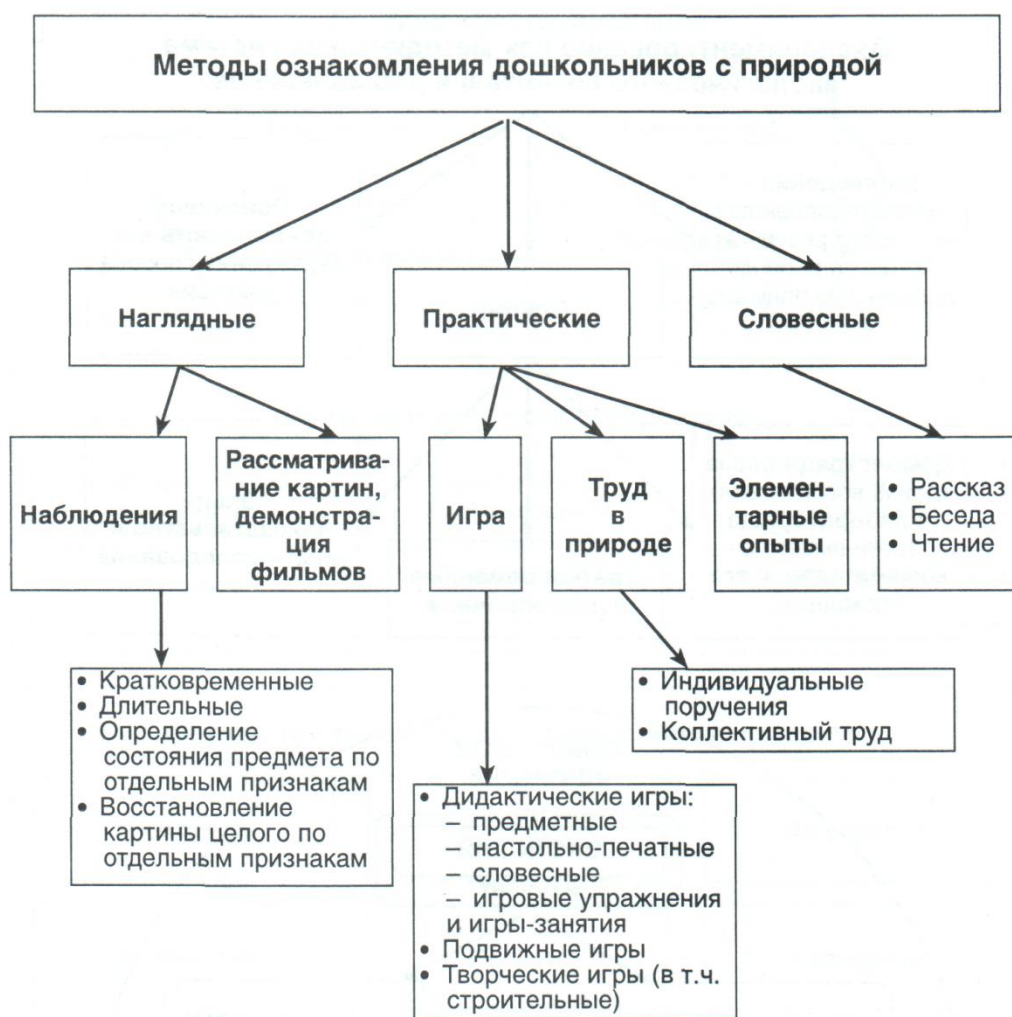 Методы ознакомления дошкольников с природой
Наглядные
Практические
Словесные
Наблюдения
Рассматрива-
ние картин,
демонстра-
ция
фильмов
Игра
Труд
в
природе
Элемен-
тарные
опыты
• Рассказ
• Беседа
• Чтение
• Кратковременные
• Длительные
• Определение
состояния предмета по
отдельным признакам
• Восстановление
картины целого по
отдельным признакам
• Индивидуальные
поручения
• Коллективный труд
• Дидактические игры:
– предметные
– настольно-печатные
– словесные
– игровые упражнения
и игры-занятия
• Подвижные игры
• Творческие игры (в т.ч.
строительные)